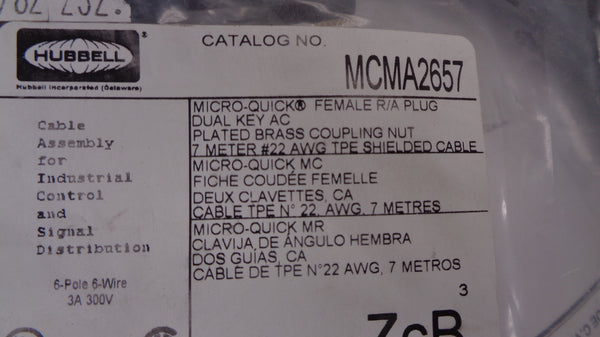 HUBBELL
®
Hubbell Incorporated (Delaware)
CATALOG NO.
MCMA2657
Cable
Assembly
for
Industrial
Control
and
Signal
Distribution
6-Pole 6-Wire
3A 300V
MICRO-QUICK® FEMALE R/A PLUG
DUAL KEY AC
PLATED BRASS COUPLING NUT
7 METER #22 AWG TPE SHIELDED CABLE
MICRO-QUICK MC
FICHE COUDÉE FEMELLE
DEUX CLAVETTES, CA
CABLE TPE N° 22, AWG, 7 METRES
MICRO-QUICK MR
CLAVIJA DE ÁNGULO HEMBRA
DOS GUÍAS, CA
CABLE DE TPE N°22 AWG, 7 METROS
3
ZcB